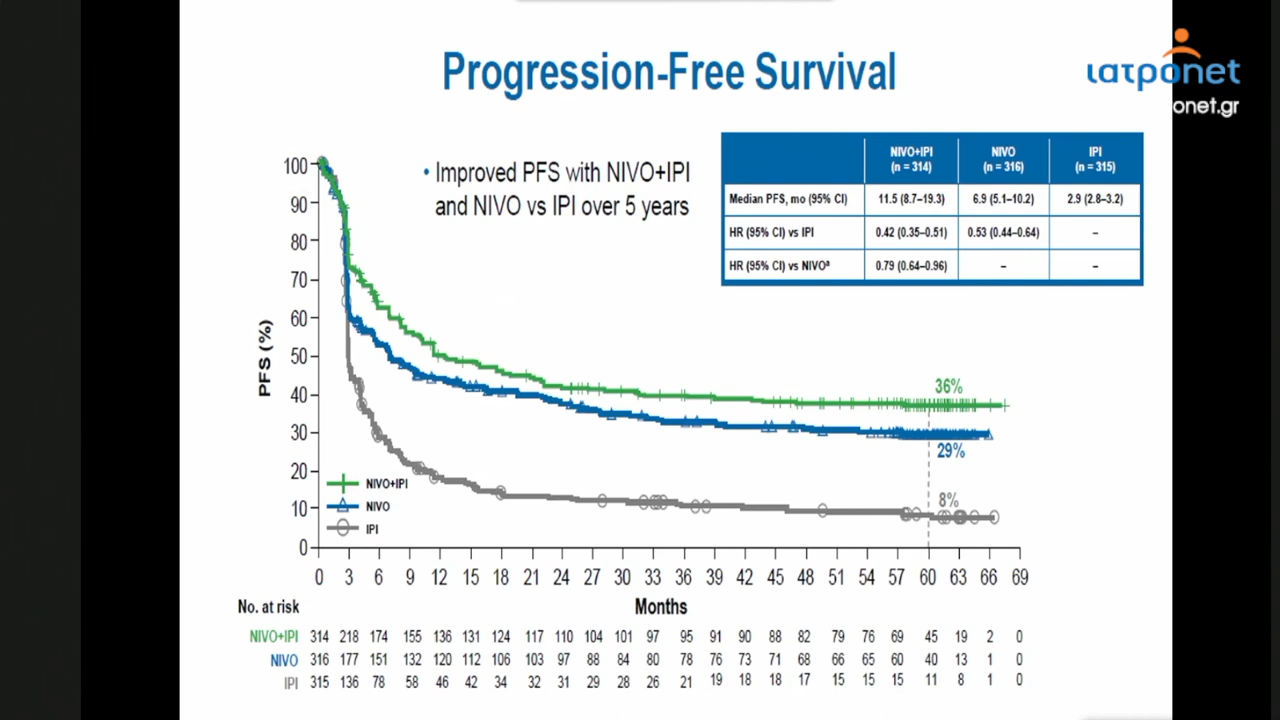 Progression-Free Survival
ιατροnet
onet.gr
• Improved PFS with NIVO+IPI
and NIVO vs IPI over 5 years
NIVO+IPI (n = 314) NIVO (n = 316) IPI (n = 315)
Median PFS, mo (95% CI) 11.5 (8.7–19.3) 6.9 (5.1–10.2) 2.9 (2.8–3.2)
HR (95% CI) vs IPI 0.42 (0.35–0.51) 0.53 (0.44–0.64) –
HR (95% CI) vs NIVOª 0.79 (0.64–0.96) – –
PFS (%)
100
90
80
70
60
50
40
30
20
10
0
36%
29%
8%
NIVO+IPI
NIVO
IPI
0 3 6 9 12 15 18 21 24 27 30 33 36 39 42 45 48 51 54 57 60 63 66 69
Months
No. at risk
NIVO+IPI 314 218 174 155 136 131 124 117 110 104 101 97 95 91 90 88 82 79 76 69 45 19 2 0
NIVO 316 177 151 132 120 112 106 103 97 88 84 80 78 76 73 71 68 66 65 60 40 13 1 0
IPI 315 136 78 58 46 42 34 32 31 29 28 26 21 19 18 18 17 15 15 15 11 8 1 0